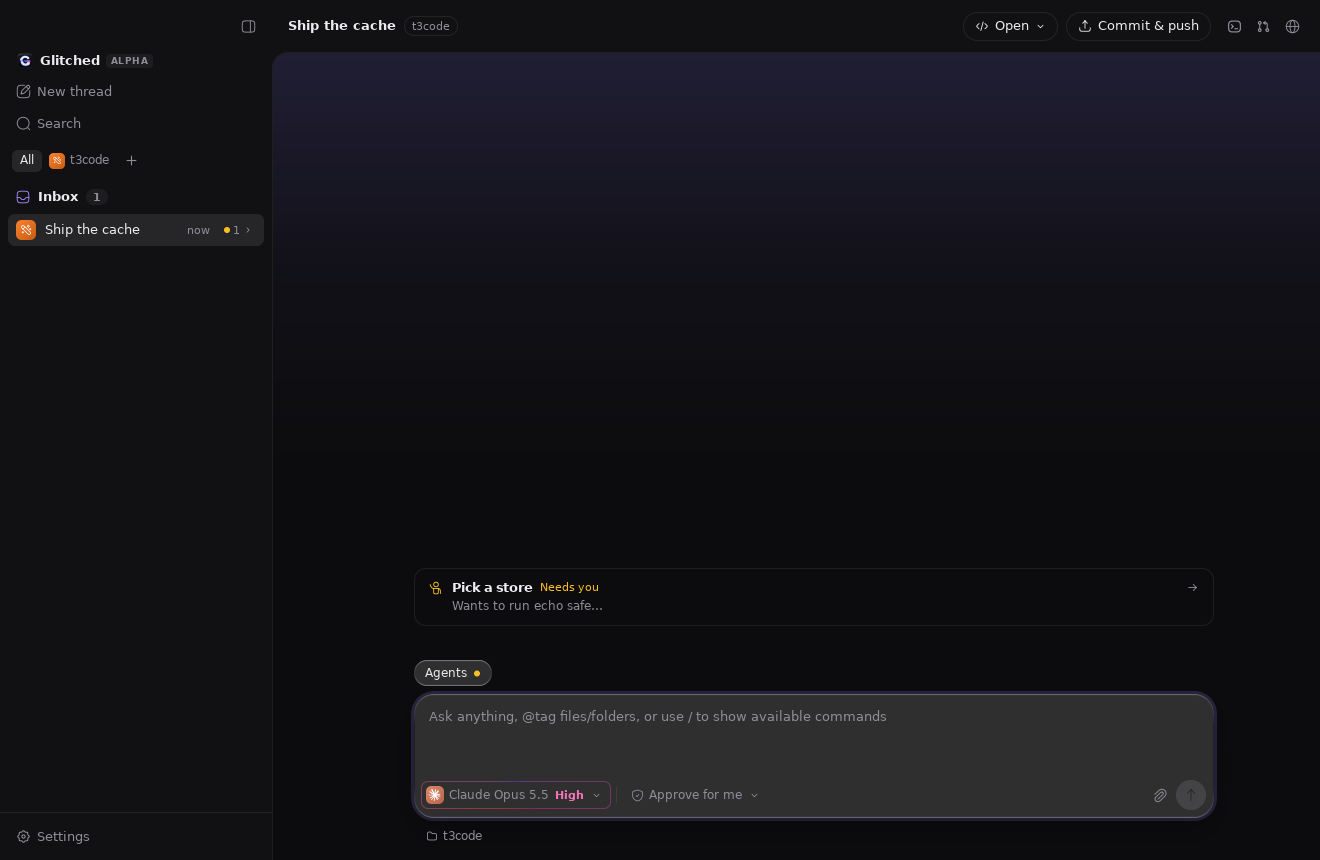 Ship the cache t3code
Open
Commit & push
Glitched ALPHA
New thread
Search
All t3code
Inbox 1
Ship the cache now 1
Pick a store Needs you
Wants to run echo safe...
Agents
Ask anything, @tag files/folders, or use / to show available commands
Claude Opus 5.5 High
Approve for me
t3code
Settings